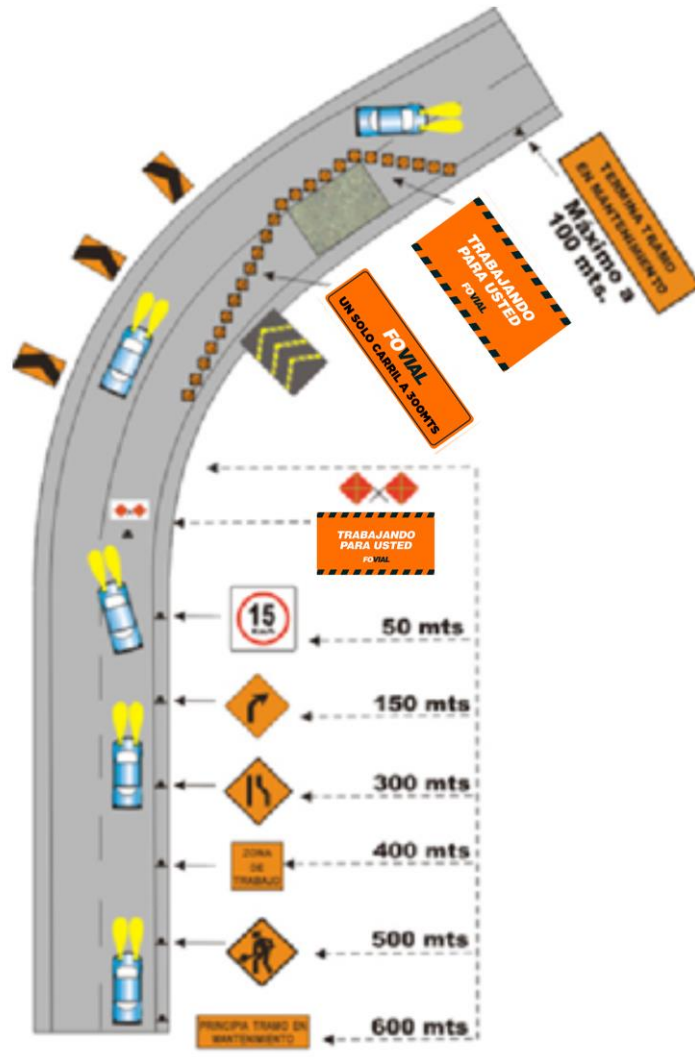 TERMINA TRAMO
EN MANTENIMIENTO
Máximo a
100 mts.
TRABAJANDO
PARA USTED
FOVIAL
FOVIAL
UN SOLO CARRIL A 300MTS
TRABAJANDO
PARA USTED
FOVIAL
15
Km/h
50 mts
150 mts
300 mts
ZONA
DE
TRABAJO
400 mts
500 mts
PRINCIPIA TRAMO EN
MANTENIMIENTO
600 mts